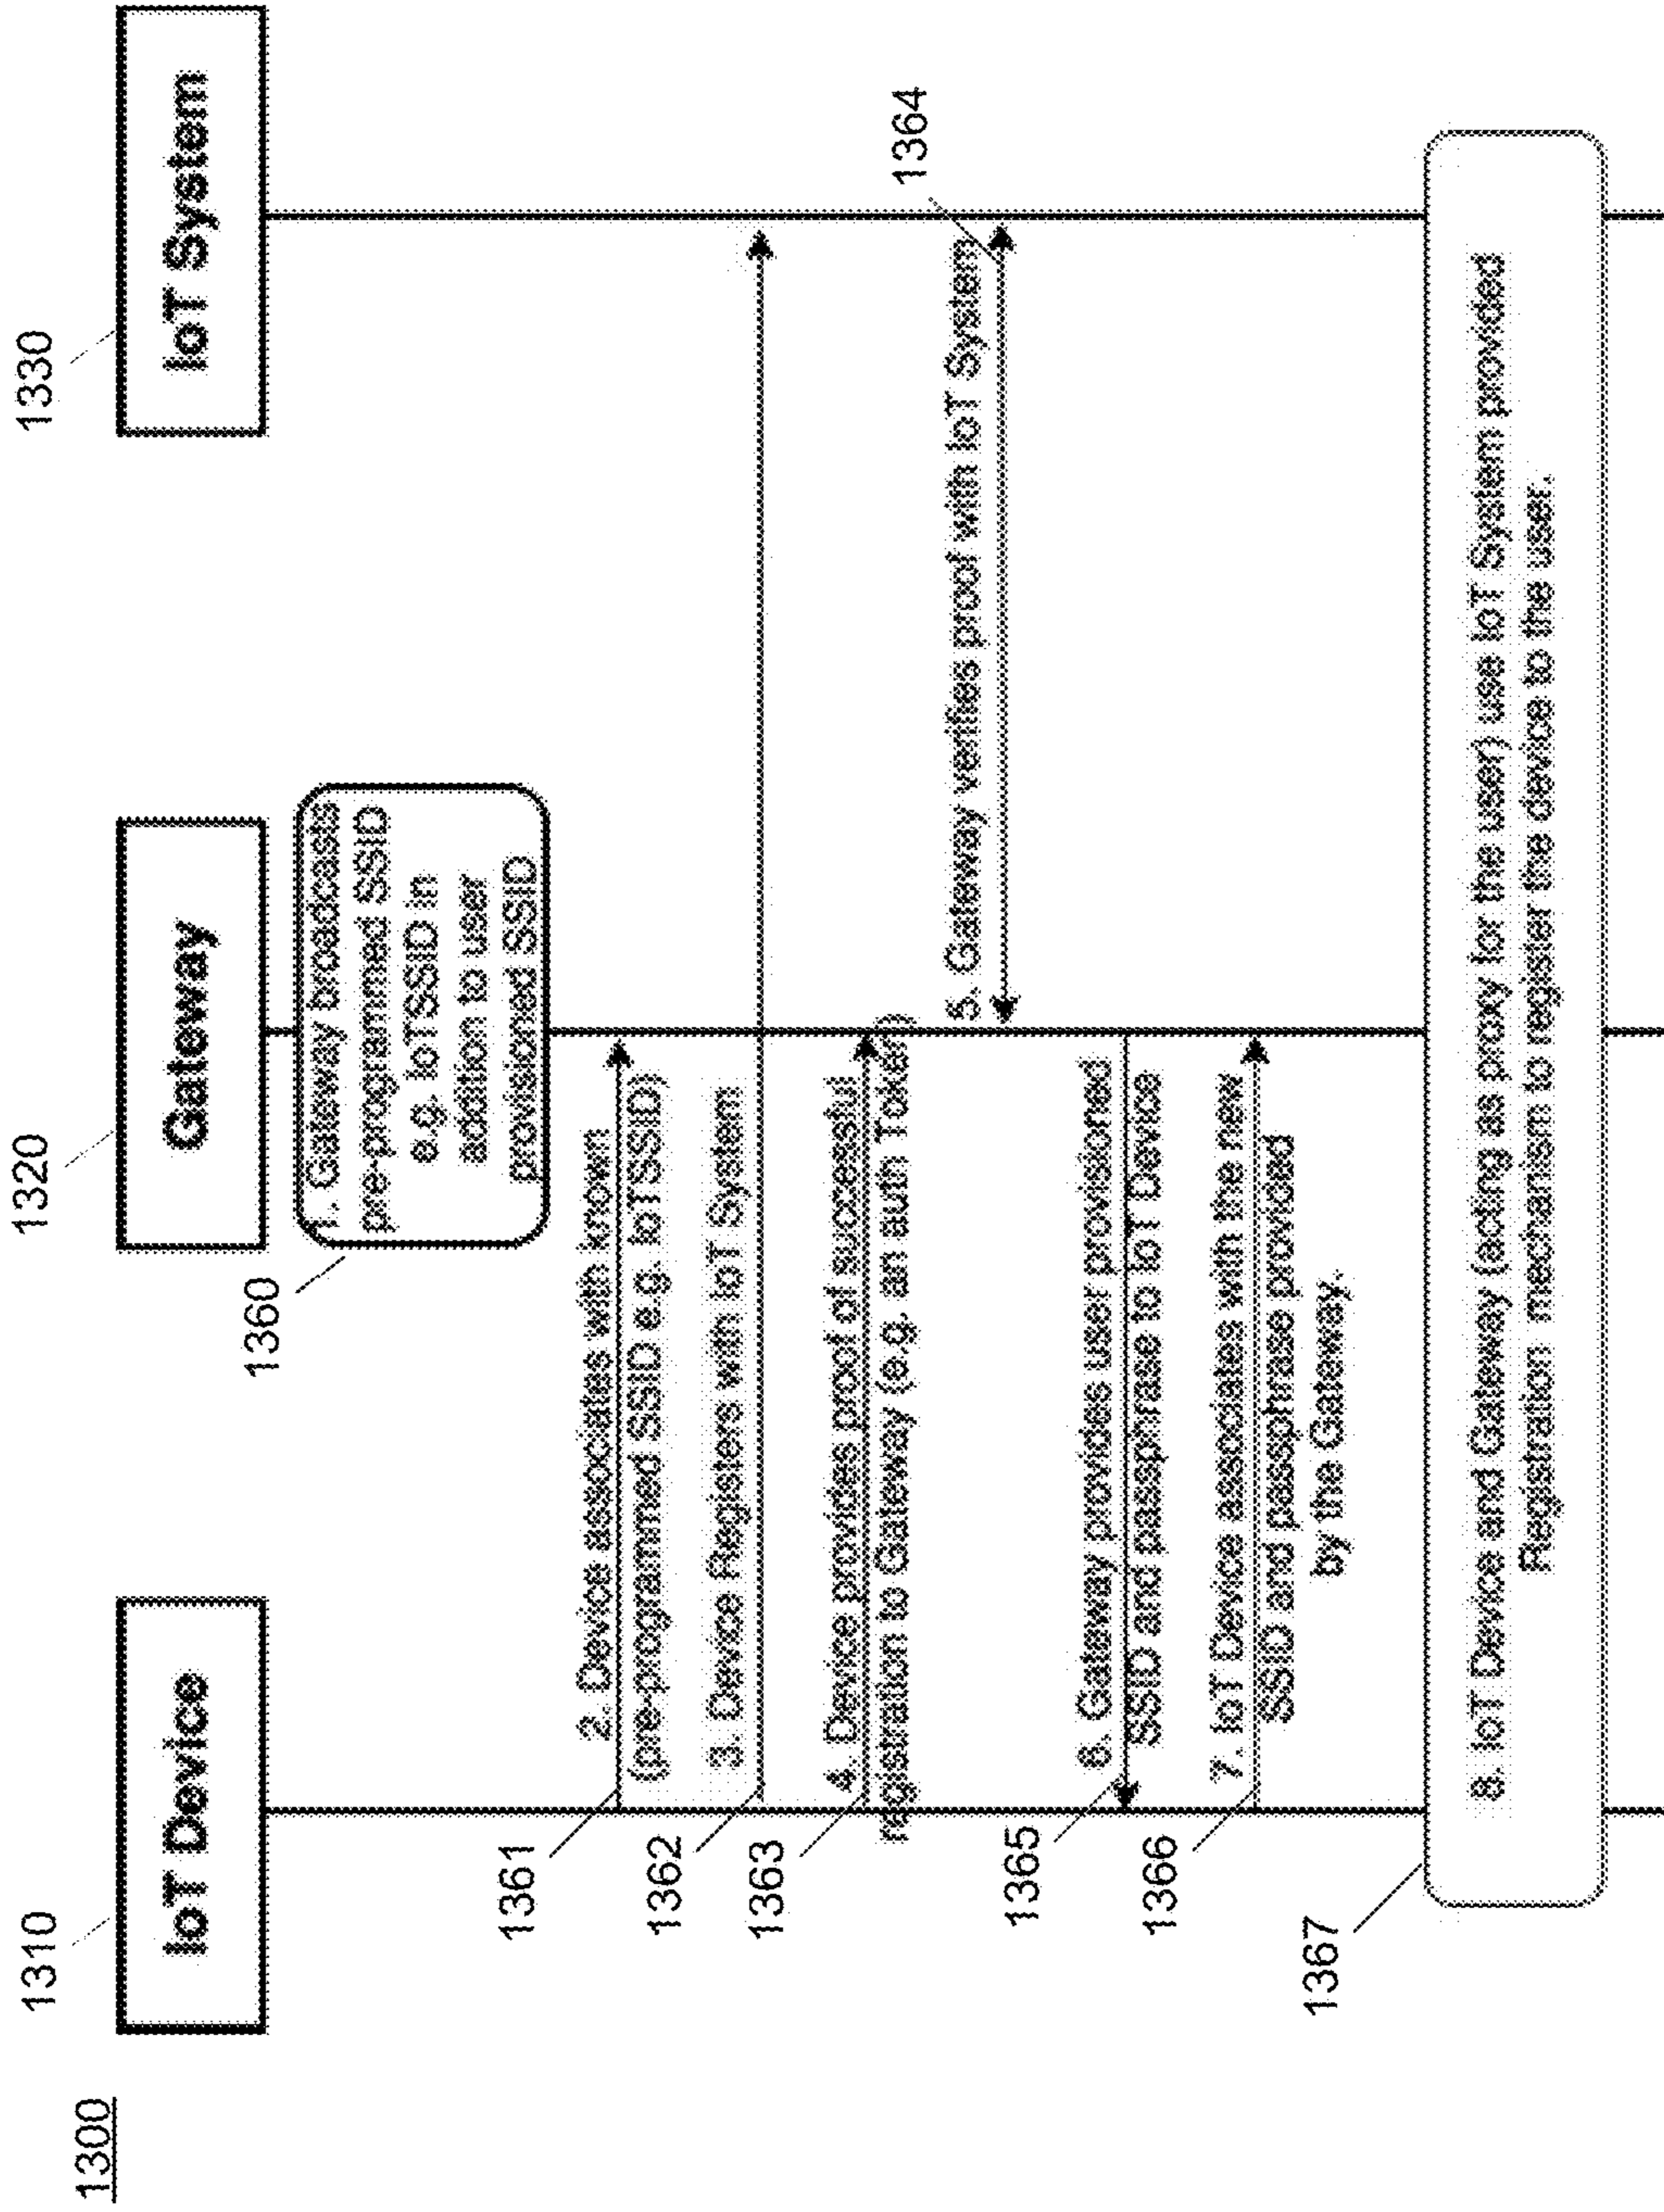 1300
1310
IoT Device
1320
Gateway
1330
IoT System
1360
1. Gateway broadcasts
pre-programmed SSID
e.g. IoTSSID in
addition to user
provisioned SSID
1361
2. Device associates with known
(pre-programmed SSID e.g. IoTSSID)
1362
3. Device Registers with IoT System
1363
4. Device provides proof of successful
registration to Gateway (e.g. an auth Token)
5. Gateway verifies proof with IoT System
1364
1365
6. Gateway provides user provisioned
SSID and passphrase to IoT Device
1366
7. IoT Device associates with the new
SSID and passphrase provided
by the Gateway.
1367
8. IoT Device and Gateway (acting as proxy for the user) use IoT System provided
Registration mechanism to register the device to the user.